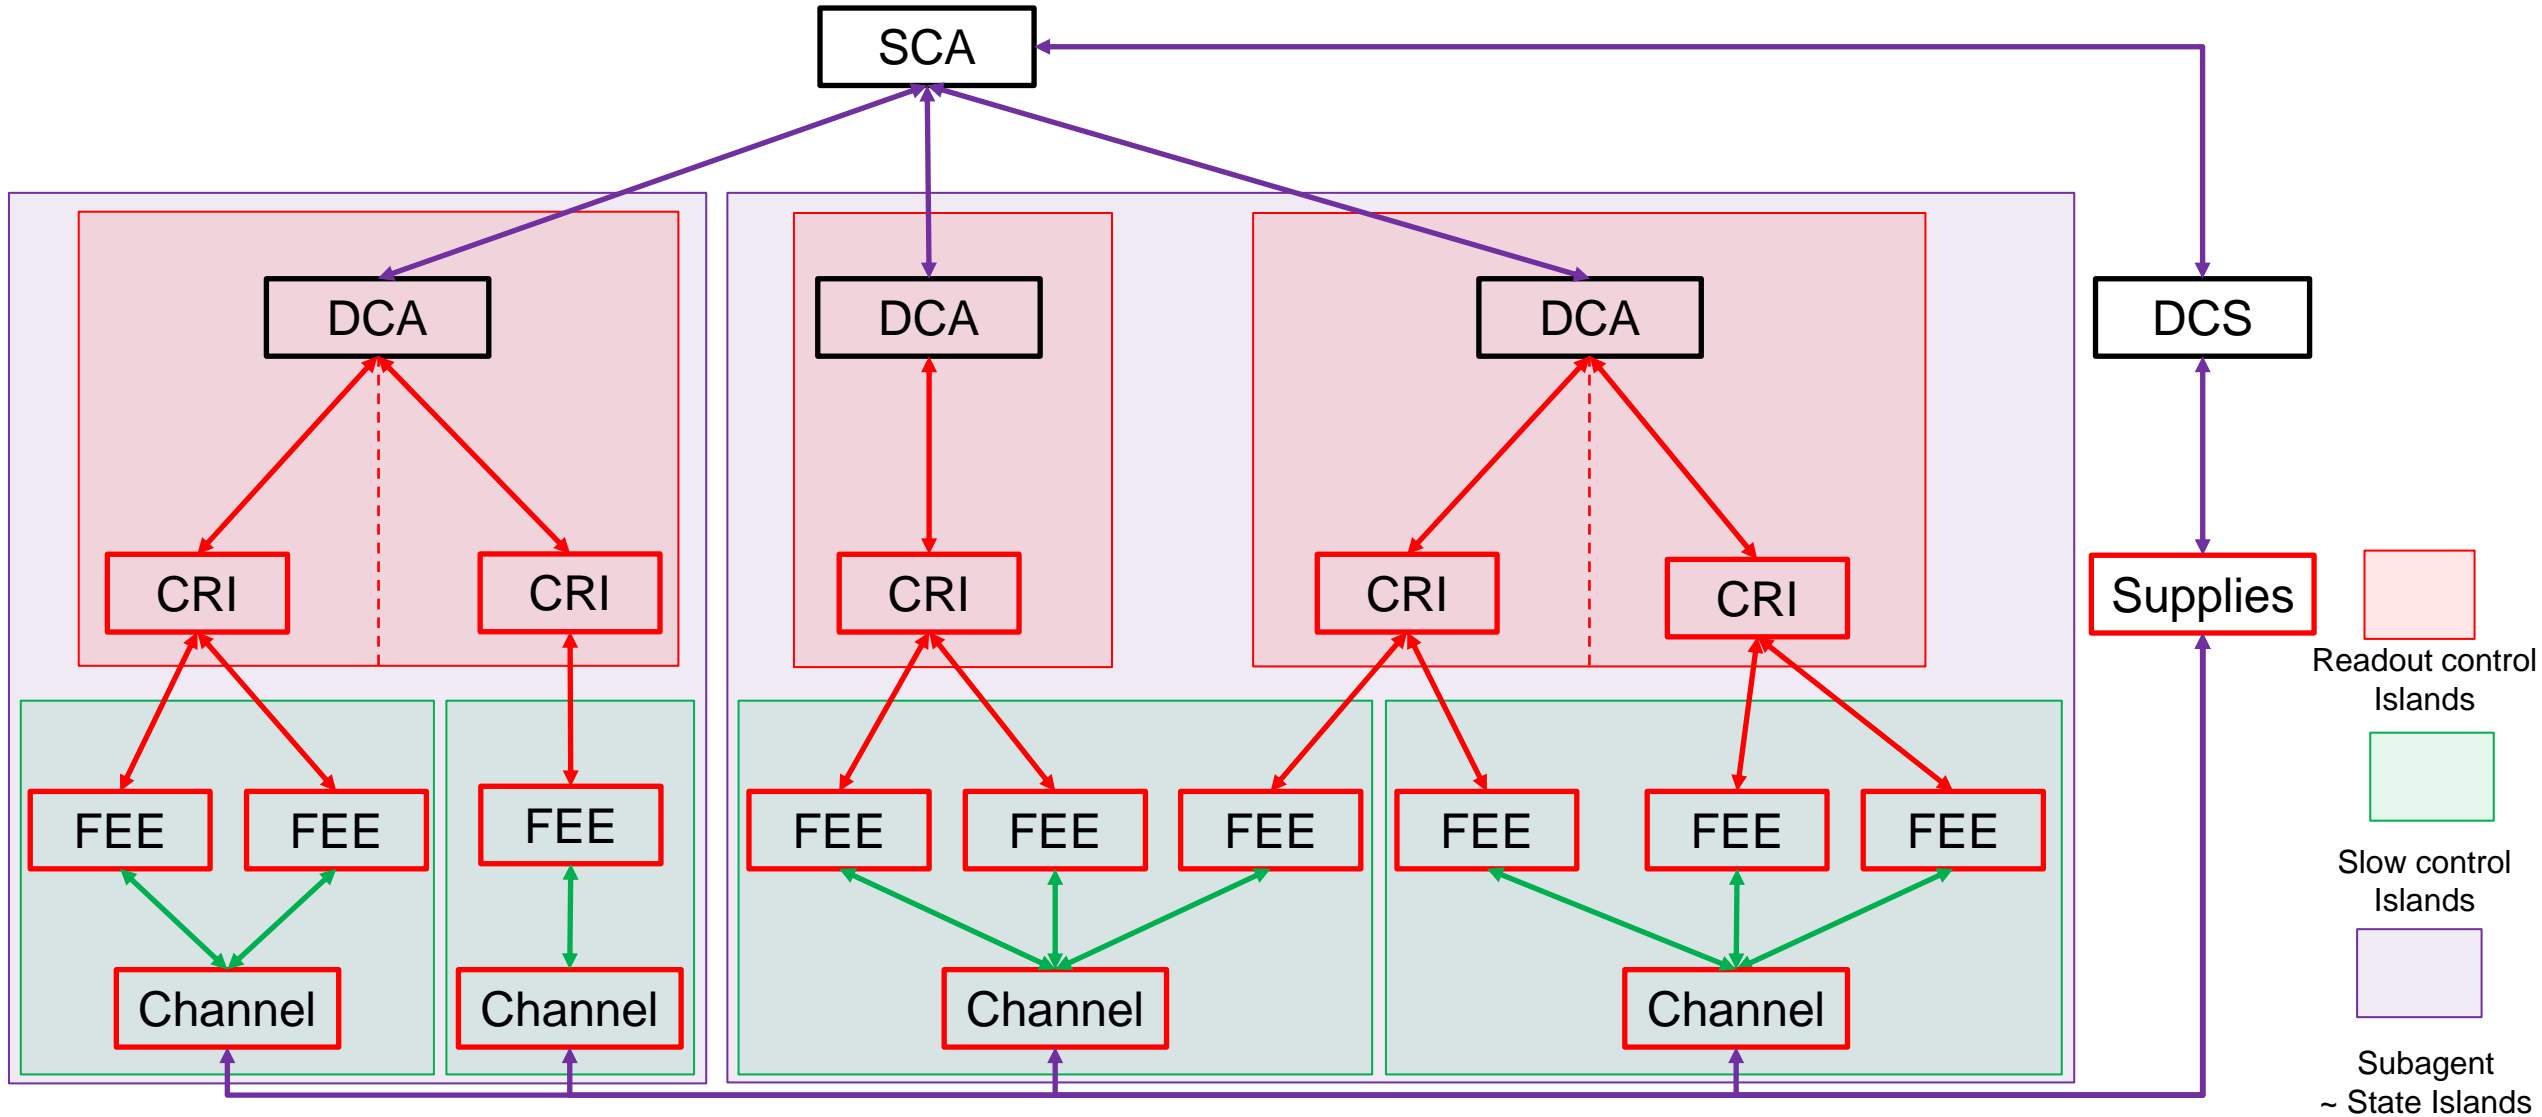 SCA
DCA
DCA
DCA
DCS
CRI
CRI
CRI
CRI
CRI
Supplies
Readout control
Islands
FEE
FEE
FEE
FEE
FEE
FEE
FEE
FEE
FEE
Slow control
Islands
Channel
Channel
Channel
Channel
Subagent
~ State Islands